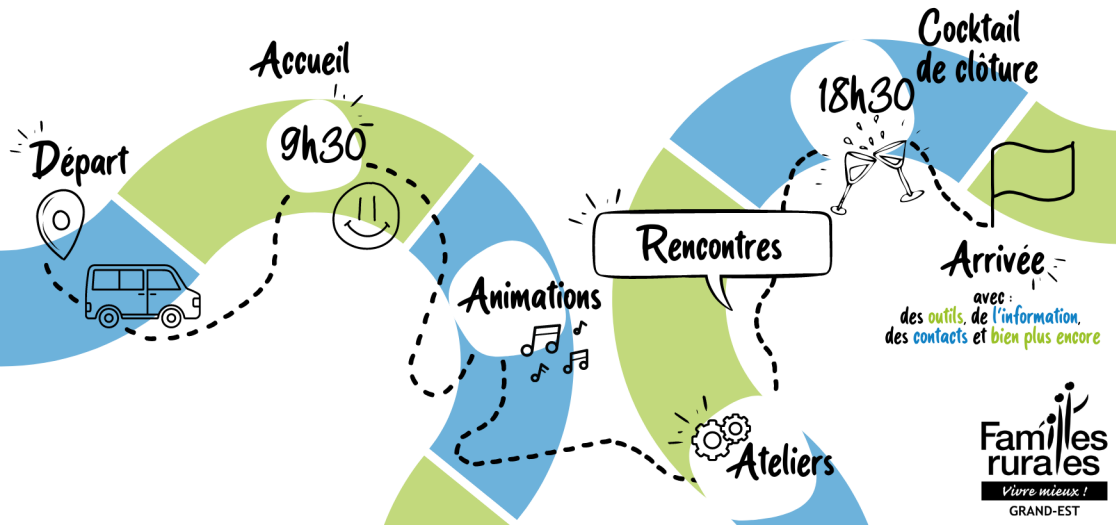 Départ
Accueil
9h30
Animations
Ateliers
Rencontres
18h30
Cocktail
de clôture
Arrivée
avec :
des outils, de l'information,
des contacts et bien plus encore
Familles
rurales
Vivre mieux !
GRAND-EST